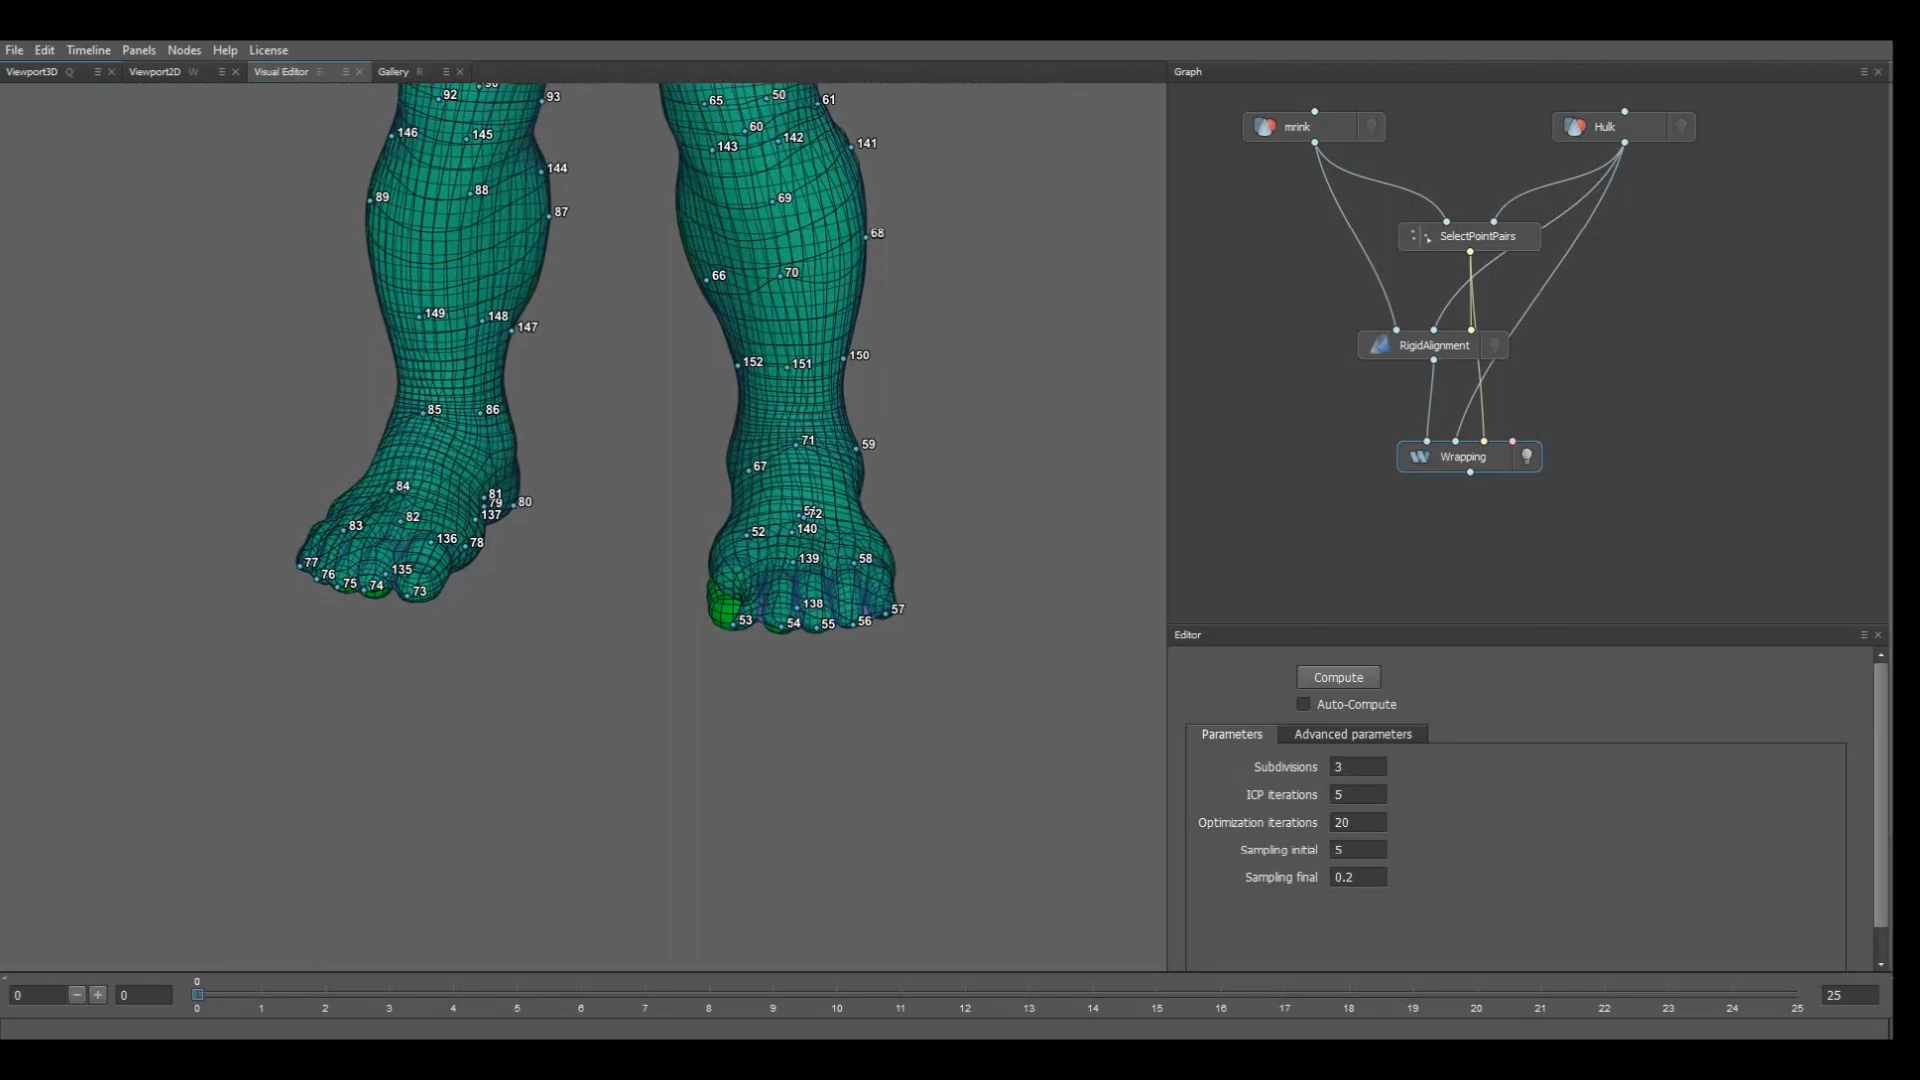 File Edit Timeline Panels Nodes Help License
Viewport3D Q Viewport2D W Visual Editor E Gallery R Graph
mrink Hulk
SelectPointPairs
RigidAlignment
Wrapping
92 93
146 145
144
89 88 87
149 148 147
85 86
84
83 82
81
79 80
137
136 78
77
76 75 74 135 73
65 50 61
60
143 142 141
69
68
66 70
152 151 150
71 59
67
72
52 140
139 58
138 57
53 54 55 56
Editor
Compute
Auto-Compute
Parameters Advanced parameters
Subdivisions 3
ICP iterations 5
Optimization iterations 20
Sampling initial 5
Sampling final 0.2
0
0 − + 0 25
0 1 2 3 4 5 6 7 8 9 10 11 12 13 14 15 16 17 18 19 20 21 22 23 24 25